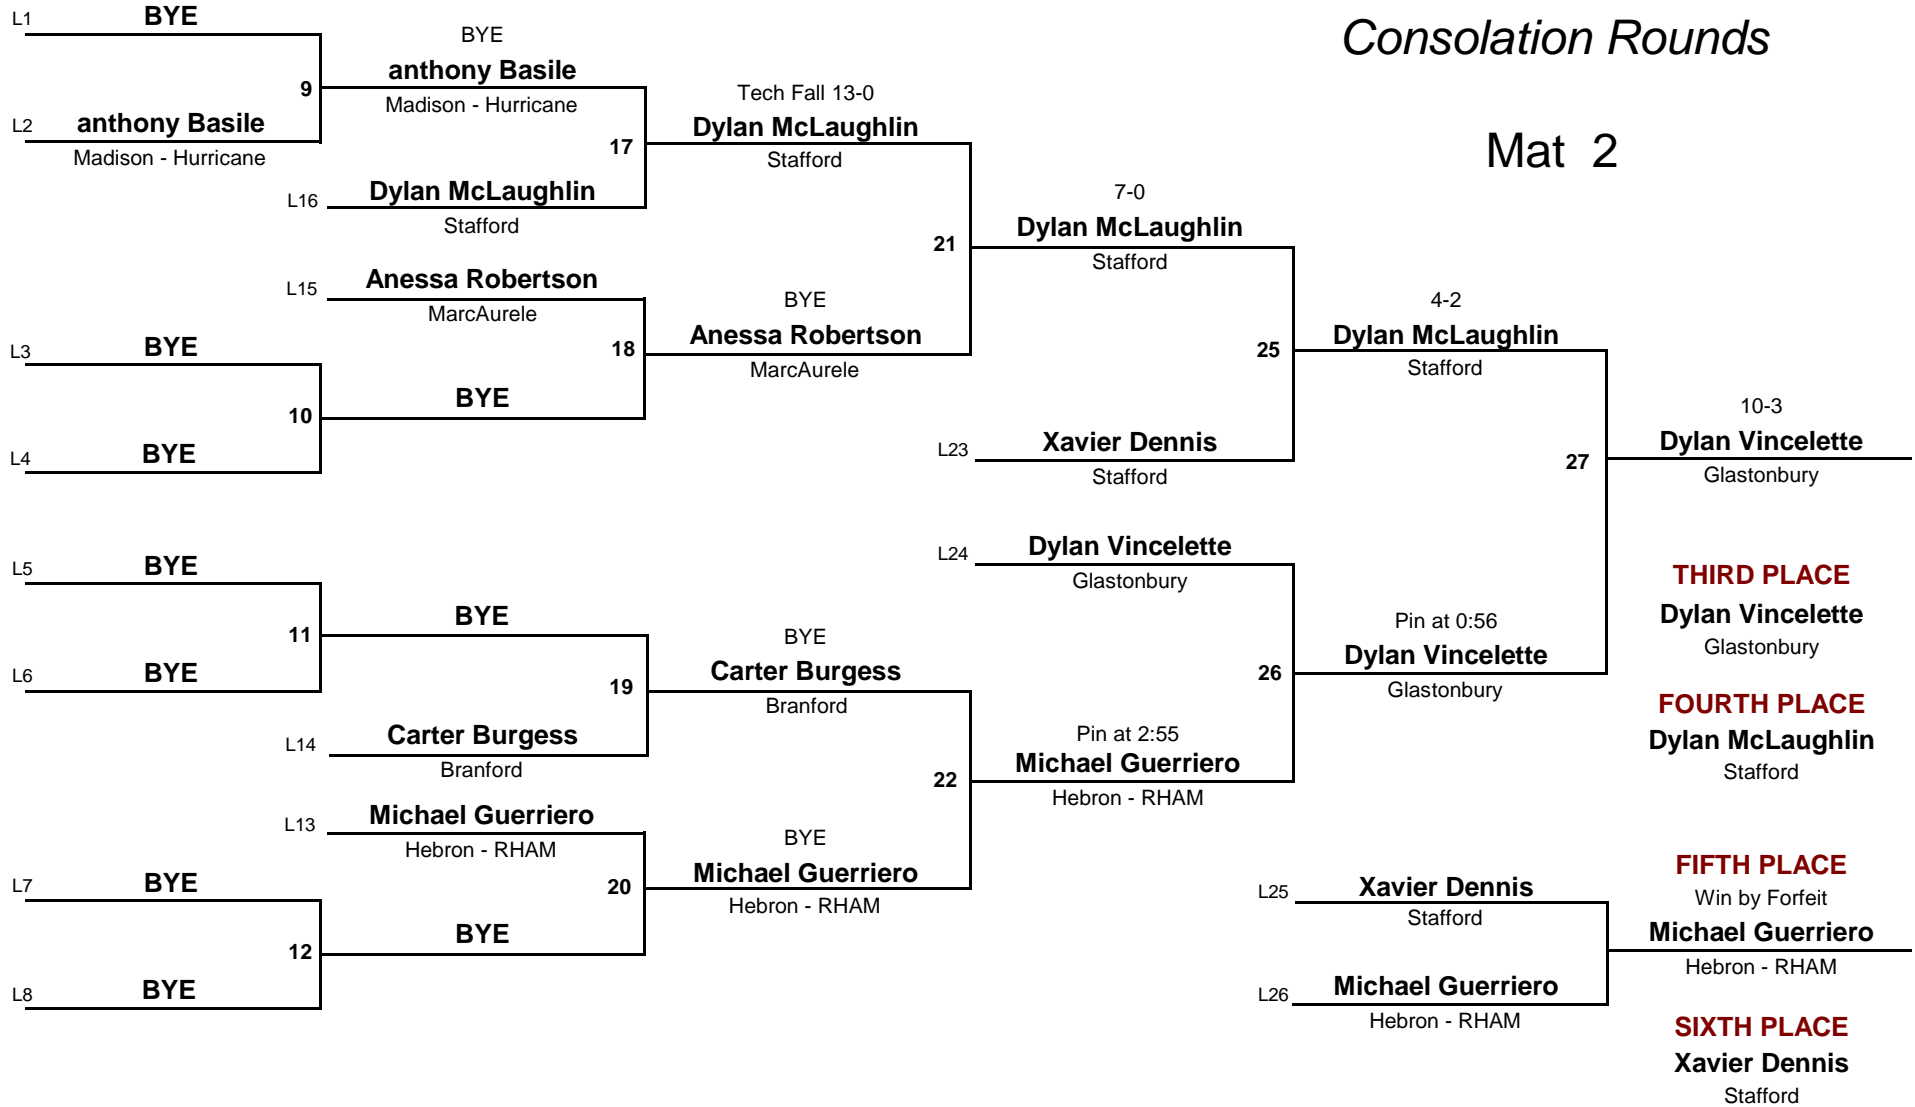 Consolation Rounds
Mat 2
L1 BYE
9
L2 anthony Basile
Madison - Hurricane
L3 BYE
10
L4 BYE
L5 BYE
11
L6 BYE
L7 BYE
12
L8 BYE
BYE
anthony Basile
Madison - Hurricane
17
L16 Dylan McLaughlin
Stafford
L15 Anessa Robertson
MarcAurele
18
BYE
BYE
19
L14 Carter Burgess
Branford
L13 Michael Guerriero
Hebron - RHAM
20
BYE
Tech Fall 13-0
Dylan McLaughlin
Stafford
21
BYE
Anessa Robertson
MarcAurele
BYE
Carter Burgess
Branford
22
BYE
Michael Guerriero
Hebron - RHAM
7-0
Dylan McLaughlin
Stafford
25
L23 Xavier Dennis
Stafford
L24 Dylan Vincelette
Glastonbury
26
Pin at 2:55
Michael Guerriero
Hebron - RHAM
4-2
Dylan McLaughlin
Stafford
27
Pin at 0:56
Dylan Vincelette
Glastonbury
L25 Xavier Dennis
Stafford
L26 Michael Guerriero
Hebron - RHAM
10-3
Dylan Vincelette
Glastonbury
THIRD PLACE
Dylan Vincelette
Glastonbury
FOURTH PLACE
Dylan McLaughlin
Stafford
FIFTH PLACE
Win by Forfeit
Michael Guerriero
Hebron - RHAM
SIXTH PLACE
Xavier Dennis
Stafford